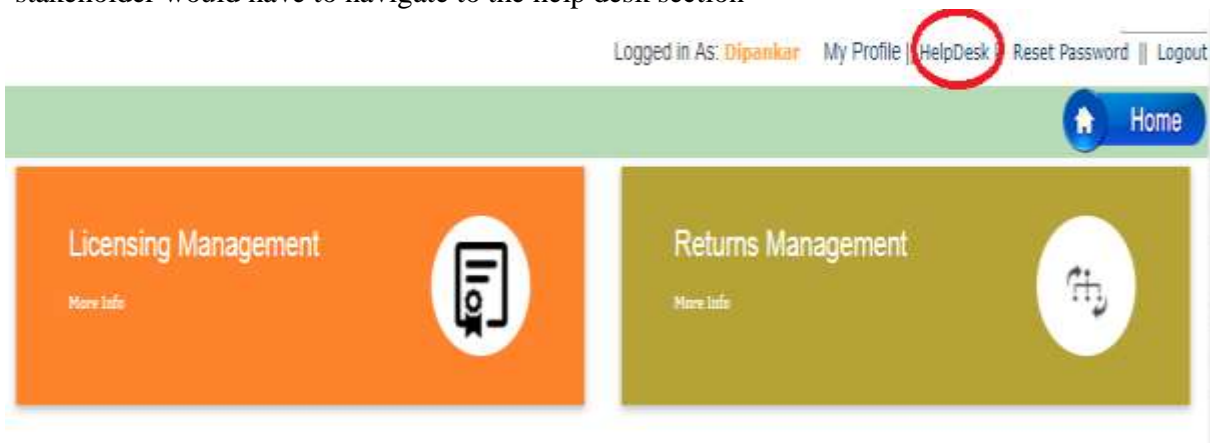 stakeholder would have to navigate to the help desk section
Logged in As: Dipankar My Profile || HelpDesk || Reset Password || Logout
Home
Licensing Management
More Info
Returns Management
More Info